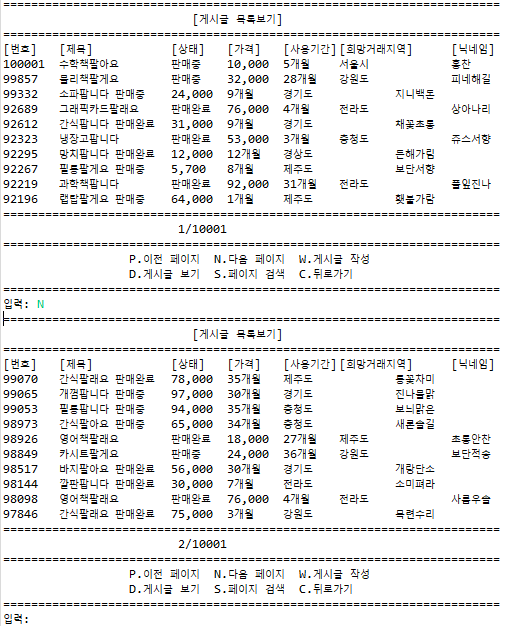 ================================================================
[게시글 목록보기]
================================================================
[번호] [제목] [상태] [가격] [사용기간] [희망거래지역] [닉네임]
100001 수학책팔아요 판매중 10,000 5개월 서울시 홍찬
99857 물리책팔게요 판매중 32,000 28개월 강원도 피네해길
99332 소파팝니다 판매중 24,000 9개월 경기도 지니백돈
92689 그래픽카드팔래요 판매완료 76,000 4개월 전라도 상아나리
92612 간식팝니다 판매완료 31,000 9개월 경기도 채꽃초롱
92323 냉장고팝니다 판매완료 53,000 3개월 충청도 쥬스서향
92295 망치팝니다 판매완료 12,000 12개월 경상도 든해가림
92267 필통팔게요 판매중 5,700 8개월 제주도 보단서향
92219 과학책팝니다 판매완료 92,000 31개월 전라도 플잎진나
92196 랩탑팔게요 판매중 64,000 1개월 제주도 횃불가람
================================================================
1/10001
================================================================
P.이전 페이지 N.다음 페이지 W.게시글 작성
D.게시글 보기 S.페이지 검색 C.뒤로가기
================================================================
입력: N
================================================================
[게시글 목록보기]
================================================================
[번호] [제목] [상태] [가격] [사용기간] [희망거래지역] [닉네임]
99070 간식팔래요 판매완료 78,000 35개월 제주도 롱꽃차미
99065 개껌팝니다 판매중 97,000 30개월 경기도 진나을맑
99053 필통팝니다 판매완료 94,000 35개월 충청도 보늬맑은
98973 간식팔아요 판매중 65,000 34개월 충청도 새론슬길
98926 영어책팔래요 판매완료 18,000 27개월 제주도 초롱안찬
98849 카시트팔게요 판매중 24,000 36개월 강원도 보단적송
98517 바지팔아요 판매완료 56,000 30개월 경기도 개랑단소
98144 깔판팝니다 판매완료 30,000 7개월 전라도 소미펴라
98098 영어책팔래요 판매완료 76,000 4개월 전라도 사름우솔
97846 간식팔래요 판매완료 75,000 3개월 강원도 목련수리
================================================================
2/10001
================================================================
P.이전 페이지 N.다음 페이지 W.게시글 작성
D.게시글 보기 S.페이지 검색 C.뒤로가기
================================================================
입력: